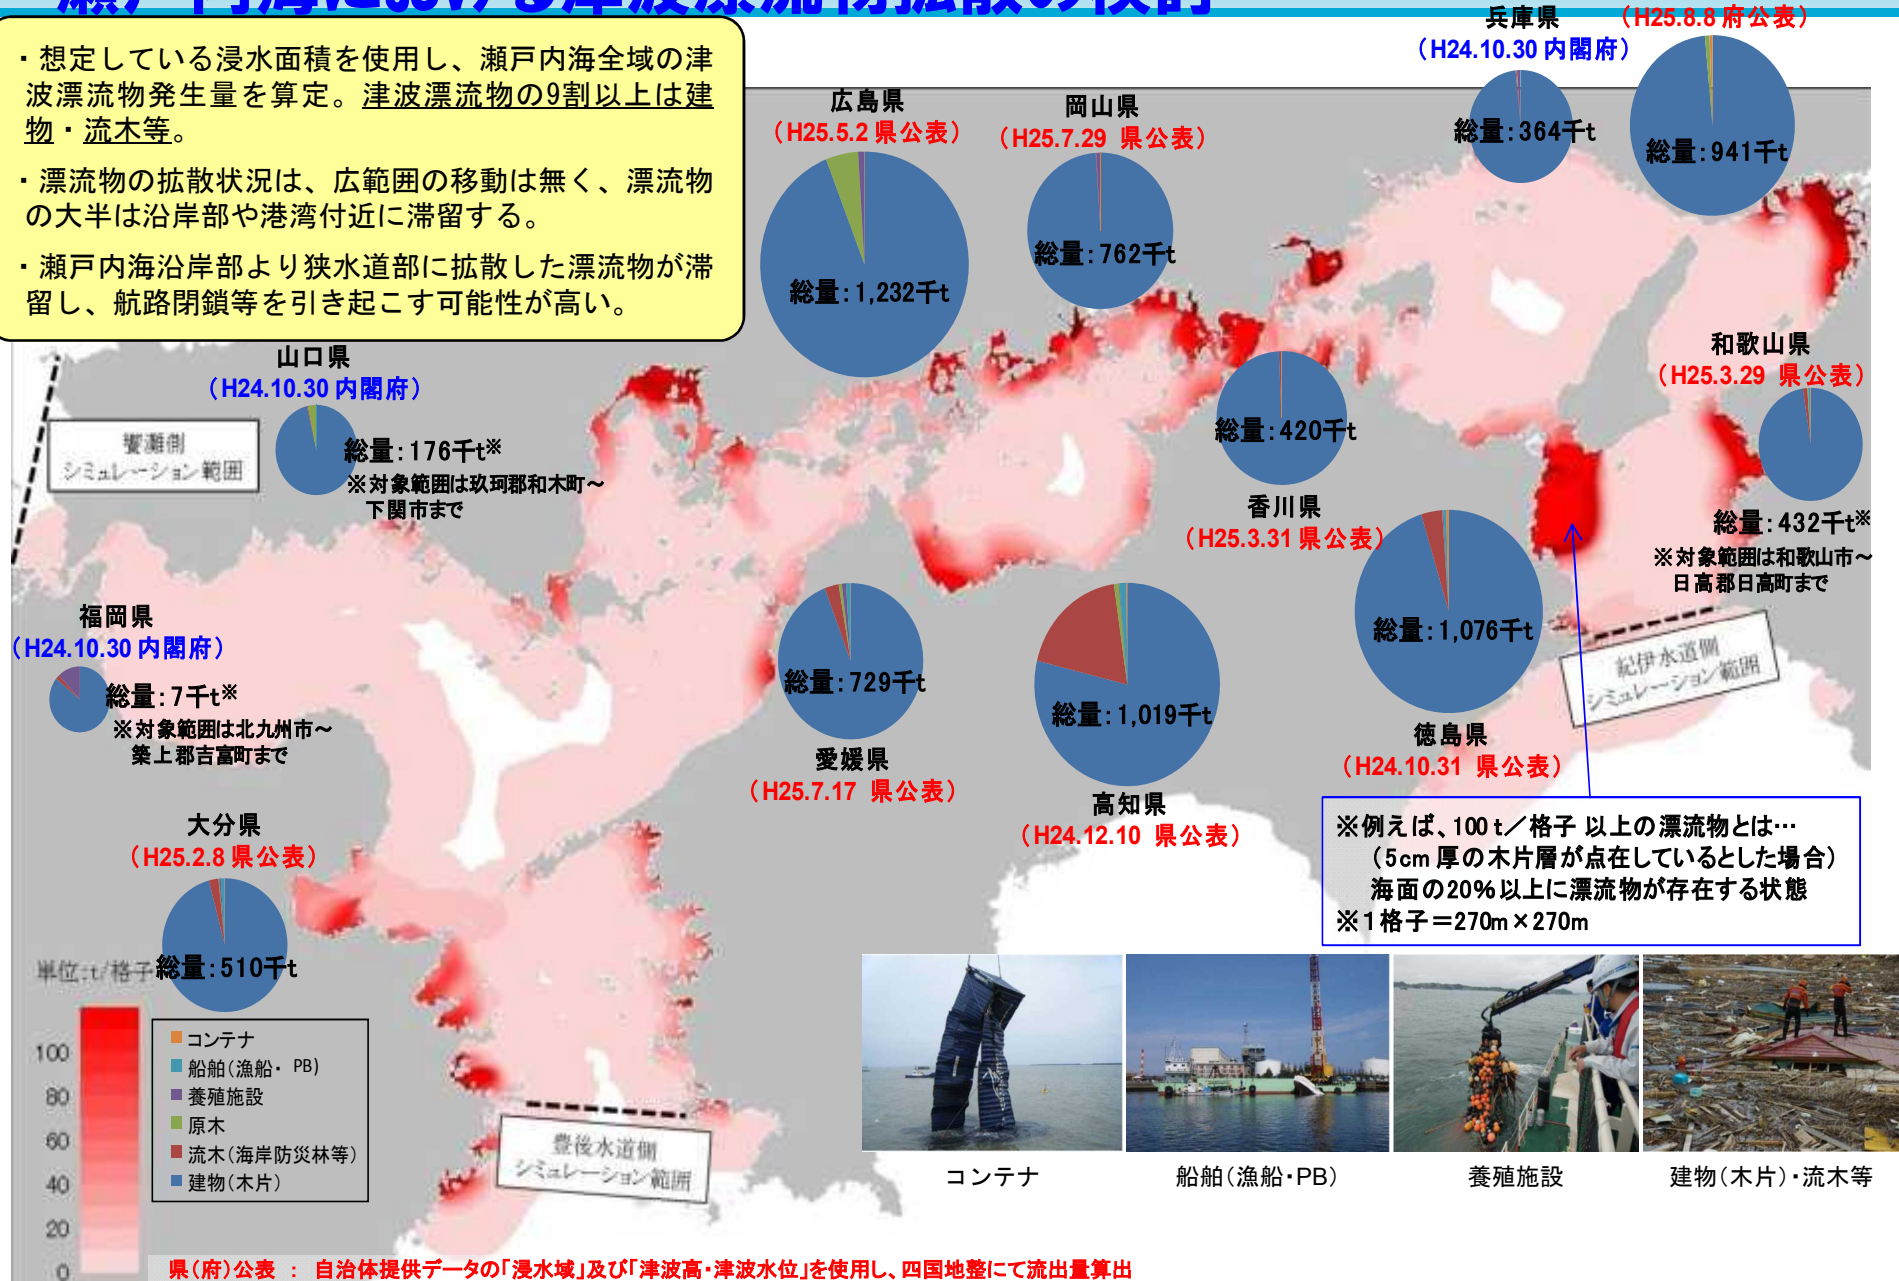 瀬戸内海における津波漂流物拡散の検討
・想定している浸水面積を使用し、瀬戸内海全域の津
波漂流物発生量を算定。津波漂流物の9割以上は建
物・流木等。
・漂流物の拡散状況は、広範囲の移動は無く、漂流物
の大半は沿岸部や港湾付近に滞留する。
・瀬戸内海沿岸部より狭水道部に拡散した漂流物が滞
留し、航路閉鎖等を引き起こす可能性が高い。
兵庫県
（H24.10.30 内閣府）
総量：364千t
（H25.8.8 府公表）
総量：941千t
広島県
（H25.5.2 県公表）
総量：1,232千t
岡山県
（H25.7.29 県公表）
総量：762千t
和歌山県
（H25.3.29 県公表）
総量：432千t※
※対象範囲は和歌山市～
日高郡日高町まで
山口県
（H24.10.30 内閣府）
総量：176千t※
※対象範囲は玖珂郡和木町～
下関市まで
響灘側
シミュレーション範囲
総量：420千t
香川県
（H25.3.31 県公表）
総量：1,076千t
徳島県
（H24.10.31 県公表）
紀伊水道側
シミュレーション範囲
福岡県
（H24.10.30 内閣府）
総量：7千t※
※対象範囲は北九州市～
築上郡吉富町まで
総量：729千t
愛媛県
（H25.7.17 県公表）
総量：1,019千t
高知県
（H24.12.10 県公表）
大分県
（H25.2.8 県公表）
総量：510千t
※例えば、100ｔ／格子 以上の漂流物とは…
（5cm 厚の木片層が点在しているとした場合）
海面の20%以上に漂流物が存在する状態
※１格子＝270m×270m
単位:t/格子
100
80
60
40
20
0
コンテナ
船舶（漁船・PB）
養殖施設
原木
流木（海岸防災林等）
建物（木片）
豊後水道側
シミュレーション範囲
コンテナ
船舶（漁船・PB）
養殖施設
建物（木片）・流木等
県（府）公表 ： 自治体提供データの「浸水域」及び「津波高・津波水位」を使用し、四国地整にて流出量算出